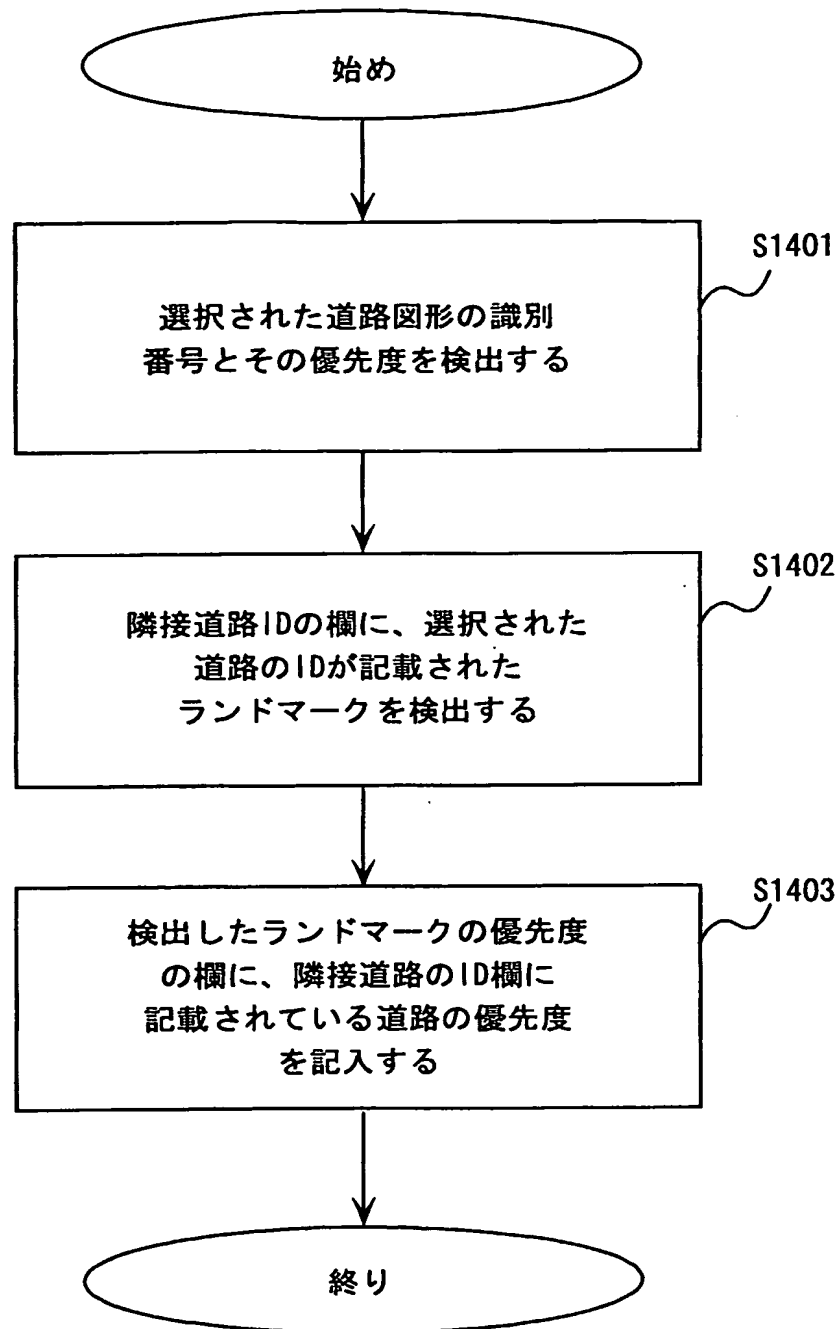 始め
S1401
選択された道路図形の識別
番号とその優先度を検出する
S1402
隣接道路IDの欄に、選択された
道路のIDが記載された
ランドマークを検出する
S1403
検出したランドマークの優先度
の欄に、隣接道路のID欄に
記載されている道路の優先度
を記入する
終り